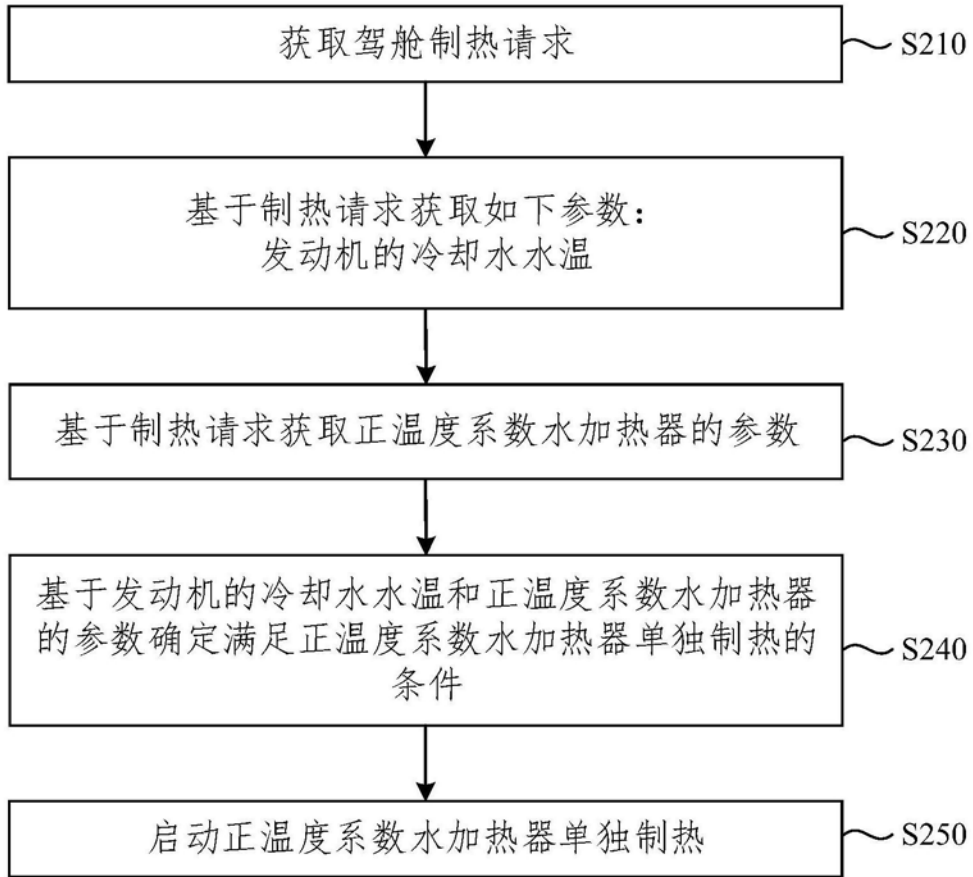 获取驾舱制热请求
S210
基于制热请求获取如下参数：
发动机的冷却水水温
S220
基于制热请求获取正温度系数水加热器的参数
S230
基于发动机的冷却水水温和正温度系数水加热器
的参数确定满足正温度系数水加热器单独制热的
条件
S240
启动正温度系数水加热器单独制热
S250